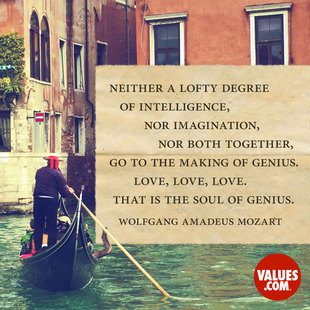 NEITHER A LOFTY DEGREE
OF INTELLIGENCE,
NOR IMAGINATION,
NOR BOTH TOGETHER,
GO TO THE MAKING OF GENIUS.
LOVE, LOVE, LOVE.
THAT IS THE SOUL OF GENIUS.
WOLFGANG AMADEUS MOZART
VALUES
.COM